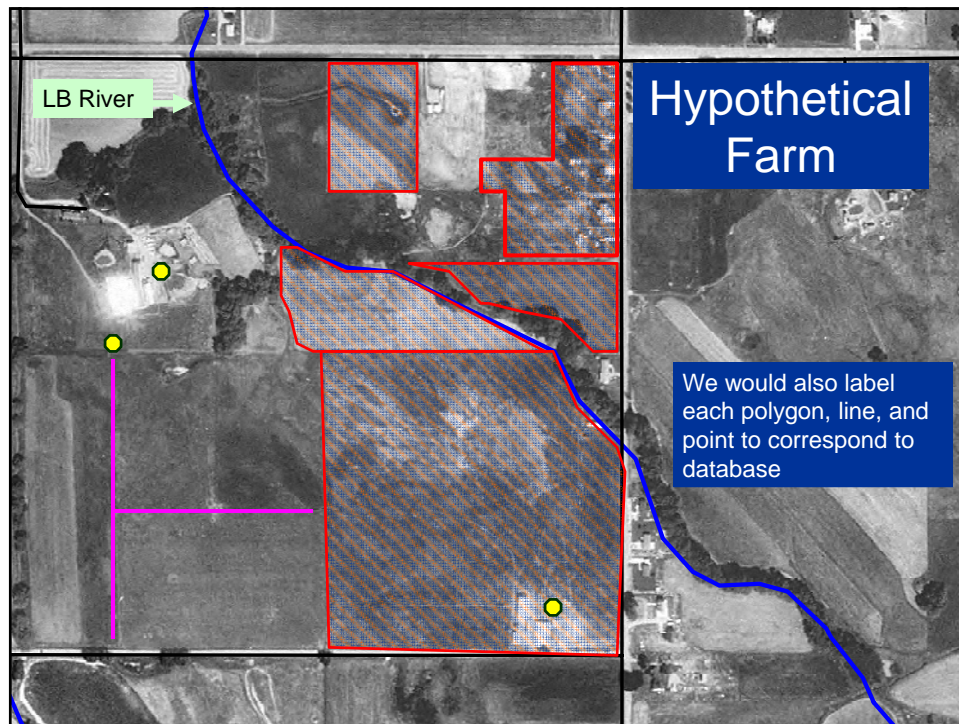 LB River
Hypothetical
Farm
We would also label
each polygon, line, and
point to correspond to
database